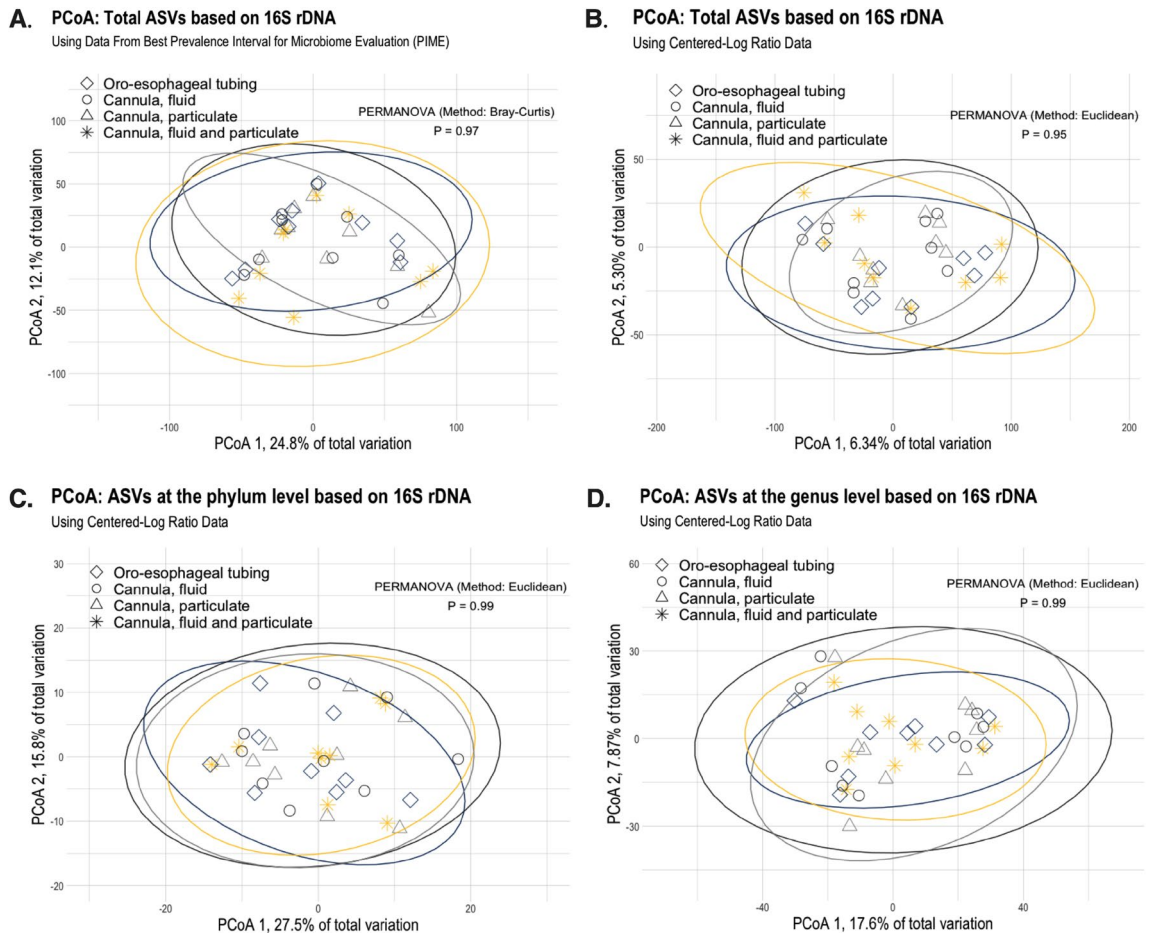 A. PCoA: Total ASVs based on 16S rDNA
Using Data From Best Prevalence Interval for Microbiome Evaluation (PIME)
Oro-esophageal tubing
Cannula, fluid
Cannula, particulate
Cannula, fluid and particulate
PERMANOVA (Method: Bray-Curtis)
P = 0.97
100
50
0
-50
-100
PCoA 2, 12.1% of total variation
-100 0 100
PCoA 1, 24.8% of total variation
B. PCoA: Total ASVs based on 16S rDNA
Using Centered-Log Ratio Data
Oro-esophageal tubing
Cannula, fluid
Cannula, particulate
Cannula, fluid and particulate
PERMANOVA (Method: Euclidean)
P = 0.95
50
0
-50
PCoA 2, 5.30% of total variation
-200 -100 0 100 200
PCoA 1, 6.34% of total variation
C. PCoA: ASVs at the phylum level based on 16S rDNA
Using Centered-Log Ratio Data
Oro-esophageal tubing
Cannula, fluid
Cannula, particulate
Cannula, fluid and particulate
PERMANOVA (Method: Euclidean)
P = 0.99
30
20
10
0
-10
-20
PCoA 2, 15.8% of total variation
-20 0 20
PCoA 1, 27.5% of total variation
D. PCoA: ASVs at the genus level based on 16S rDNA
Using Centered-Log Ratio Data
Oro-esophageal tubing
Cannula, fluid
Cannula, particulate
Cannula, fluid and particulate
PERMANOVA (Method: Euclidean)
P = 0.99
60
30
0
-30
PCoA 2, 7.87% of total variation
-40 0 40
PCoA 1, 17.6% of total variation